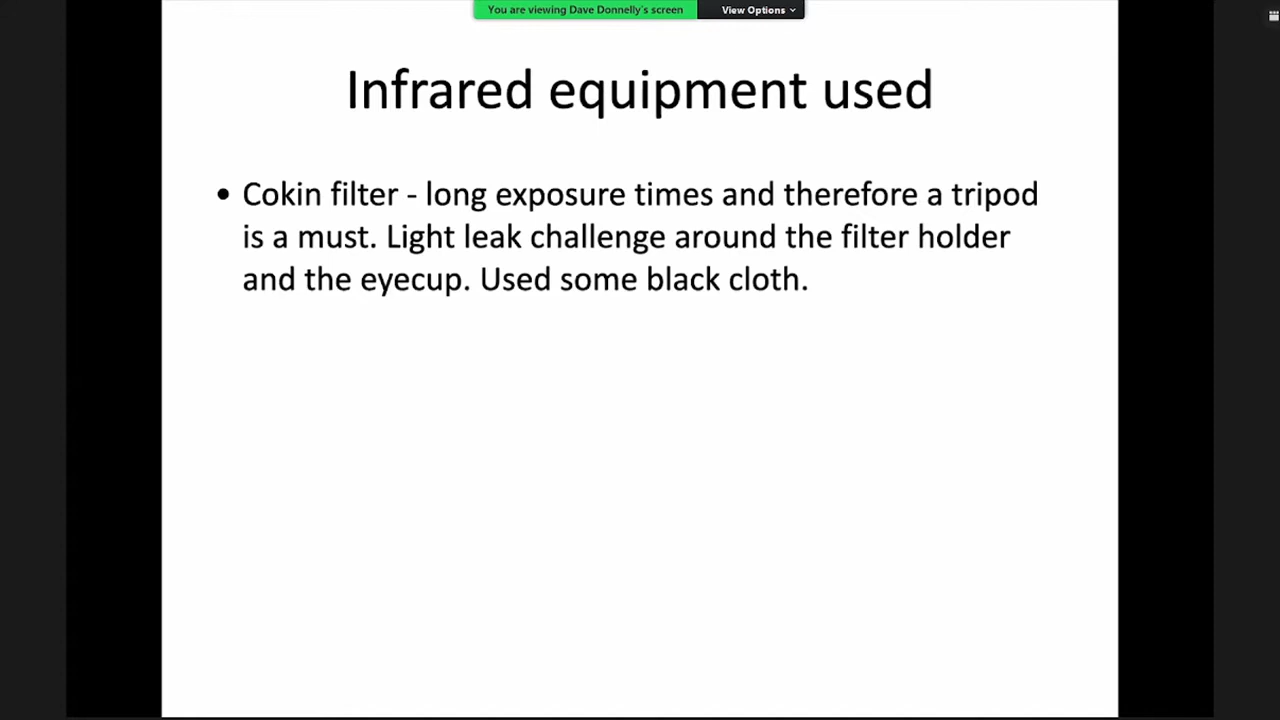 You are viewing Dave Donnelly's screen
View Options
Infrared equipment used
• Cokin filter - long exposure times and therefore a tripod
is a must. Light leak challenge around the filter holder
and the eyecup. Used some black cloth.